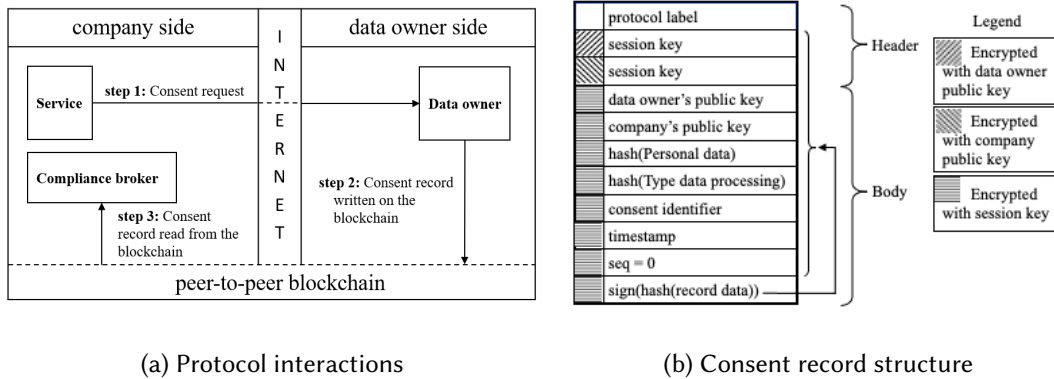 company side
data owner side
I
N
T
E
R
N
E
T
Service
step 1: Consent request
Data owner
Compliance broker
step 2: Consent record
written on the
blockchain
step 3: Consent
record read from the
blockchain
peer-to-peer blockchain
(a) Protocol interactions
protocol label
session key
session key
data owner's public key
company's public key
hash(Personal data)
hash(Type data processing)
consent identifier
timestamp
seq = 0
sign(hash(record data))
Header
Body
Legend
Encrypted
with data owner
public key
Encrypted
with company
public key
Encrypted
with session key
(b) Consent record structure